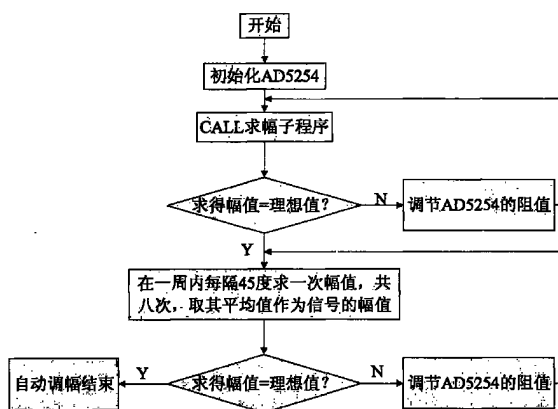 开始
初始化AD5254
CALL求幅子程序
求得幅值=理想值?
N
调节AD5254的阻值
Y
在一周内每隔45度求一次幅值，共
八次，取其平均值作为信号的幅值
自动调幅结束
Y
求得幅值=理想值?
N
调节AD5254的阻值